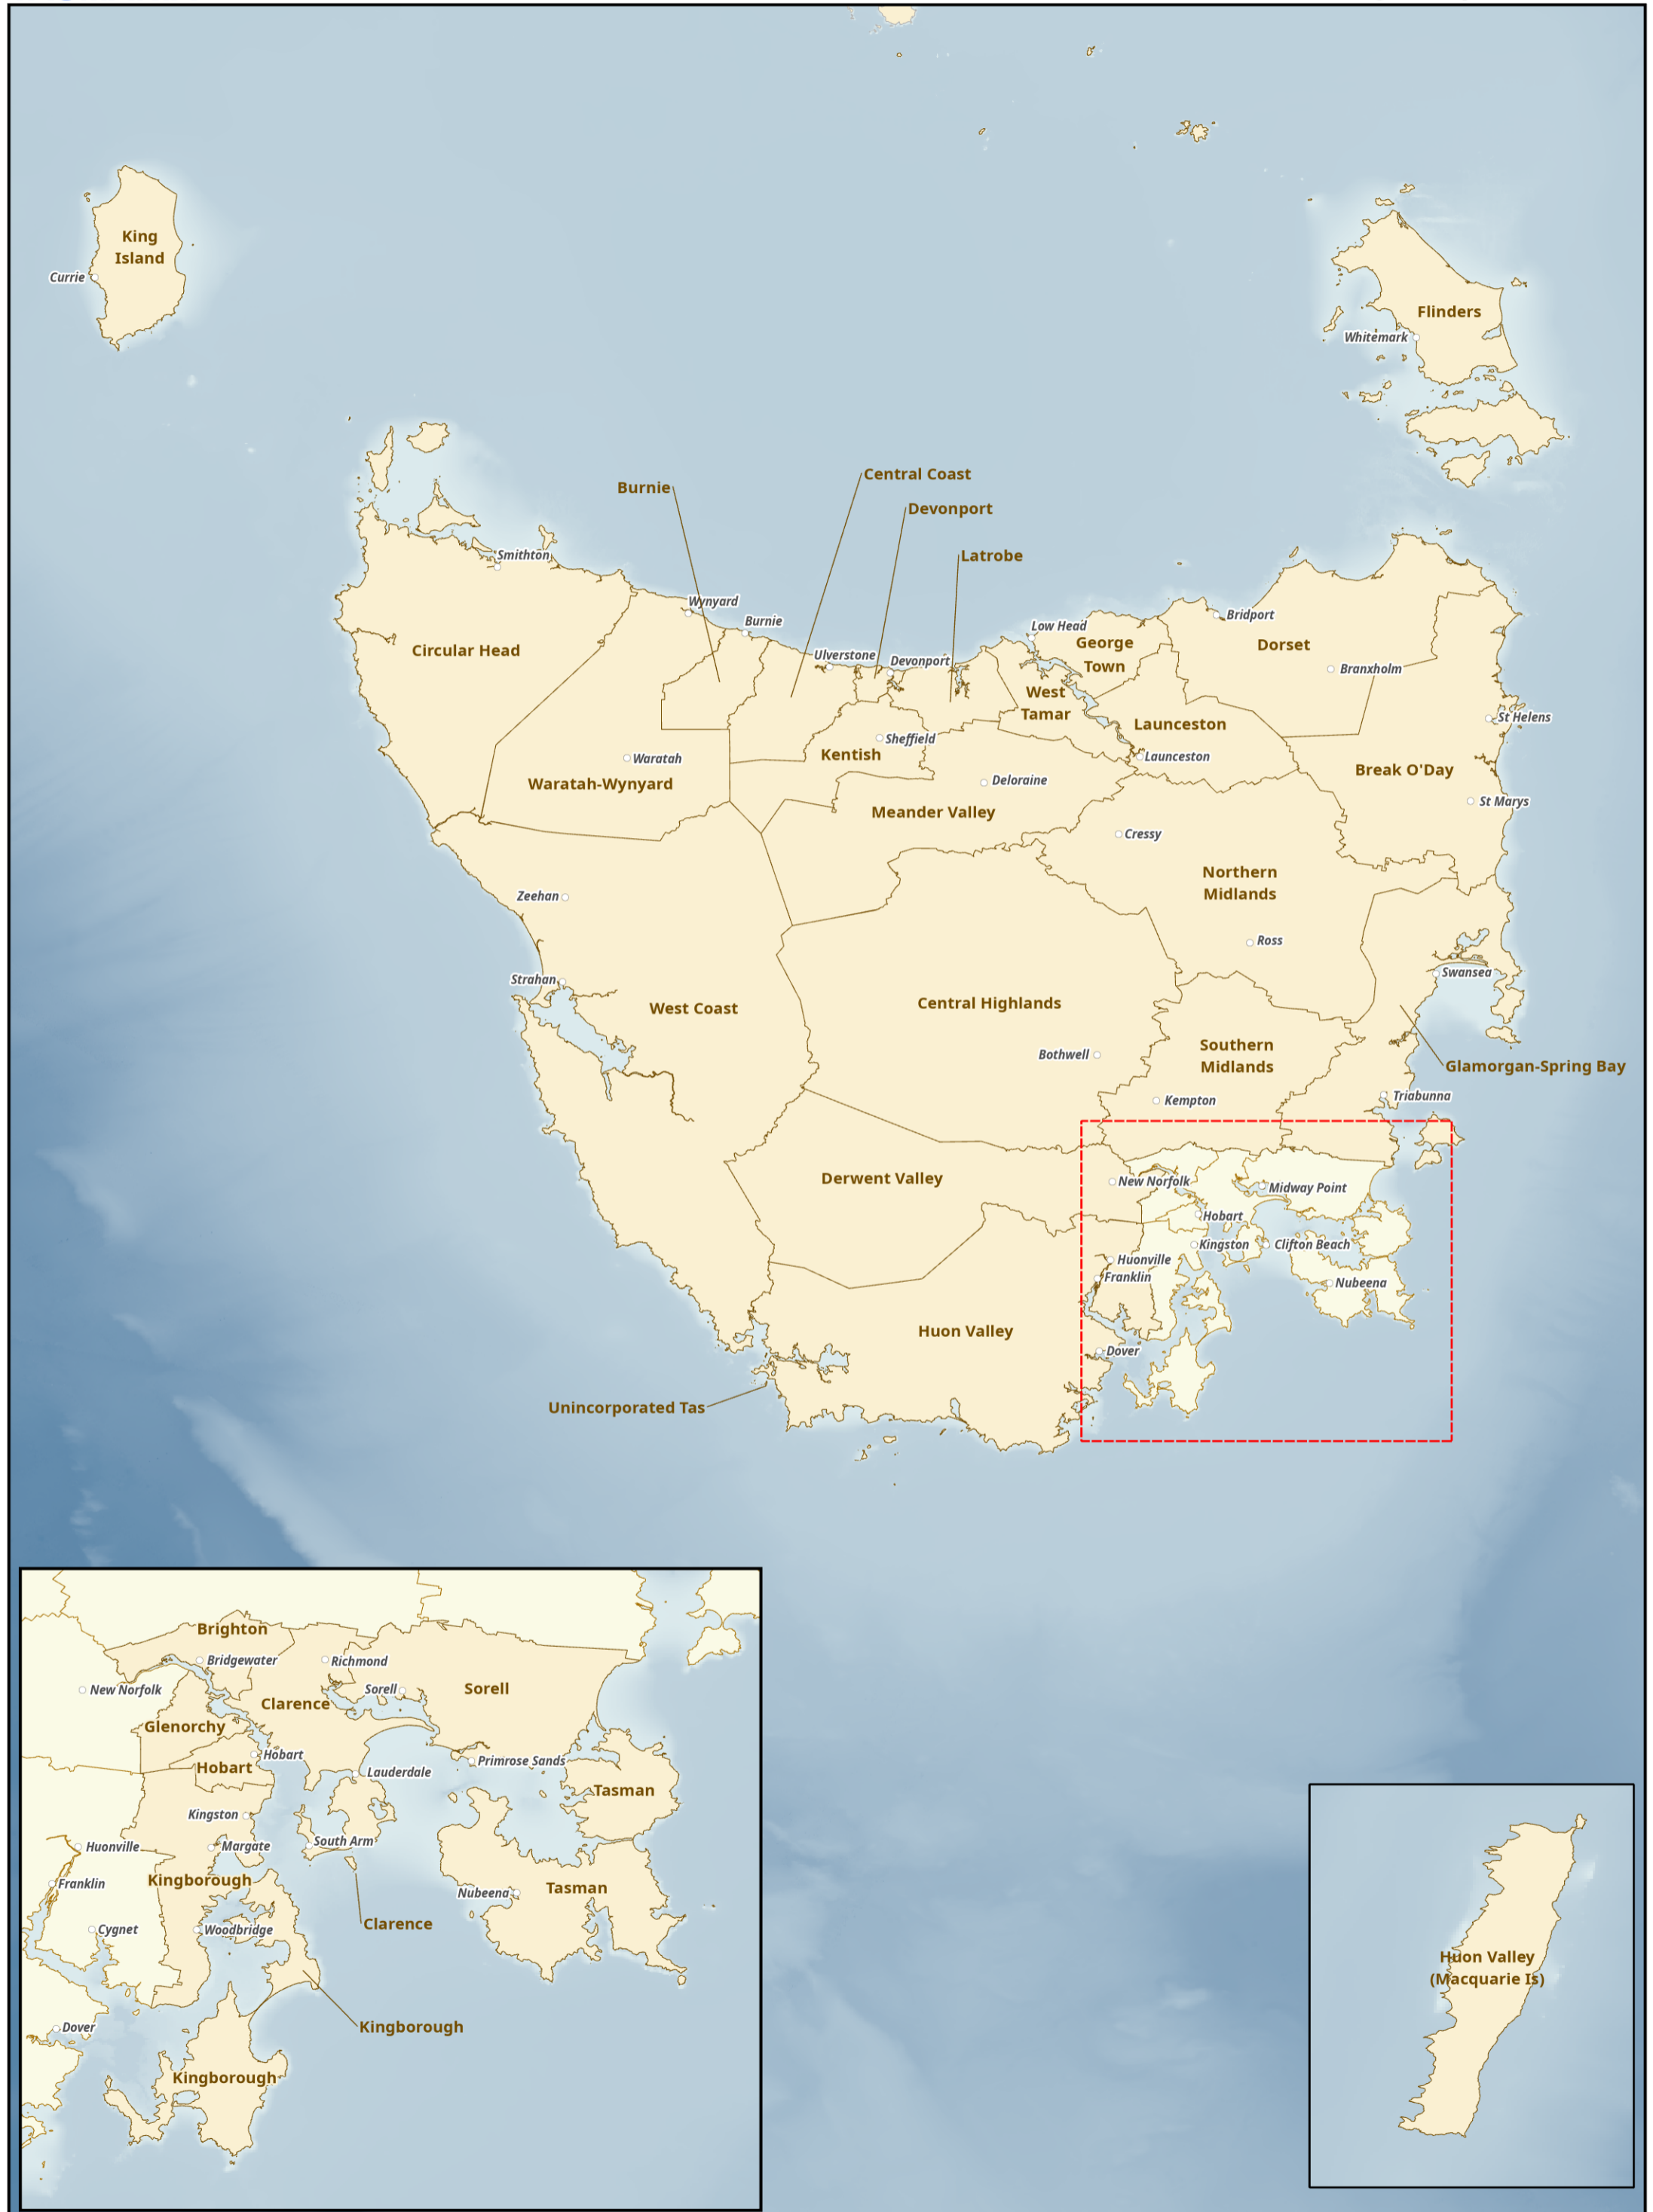 King
Island
Currie
Flinders
Whitemark
Central Coast
Burnie
Devonport
Latrobe
Smithton
Wynyard
Burnie
Low Head
Bridport
George
Town
Dorset
Circular Head
Ulverstone
Devonport
Branxholm
West
Tamar
St Helens
Launceston
Sheffield
Kentish
Waratah
Launceston
Break O'Day
Waratah-Wynyard
Deloraine
St Marys
Meander Valley
Cressy
Northern
Midlands
Zeehan
Ross
Swansea
Strahan
West Coast
Central Highlands
Southern
Midlands
Bothwell
Glamorgan-Spring Bay
Kempton
Triabunna
Derwent Valley
New Norfolk
Midway Point
Hobart
Kingston
Clifton Beach
Huonville
Franklin
Nubeena
Huon Valley
Dover
Unincorporated Tas
Brighton
Bridgewater
Richmond
New Norfolk
Sorell
Sorell
Clarence
Glenorchy
Hobart
Hobart
Primrose Sands
Lauderdale
Tasman
Kingston
South Arm
Huonville
Margate
Kingborough
Franklin
Tasman
Nubeena
Clarence
Cygnet
Woodbridge
Dover
Kingborough
Kingborough
Huon Valley
(Macquarie Is)